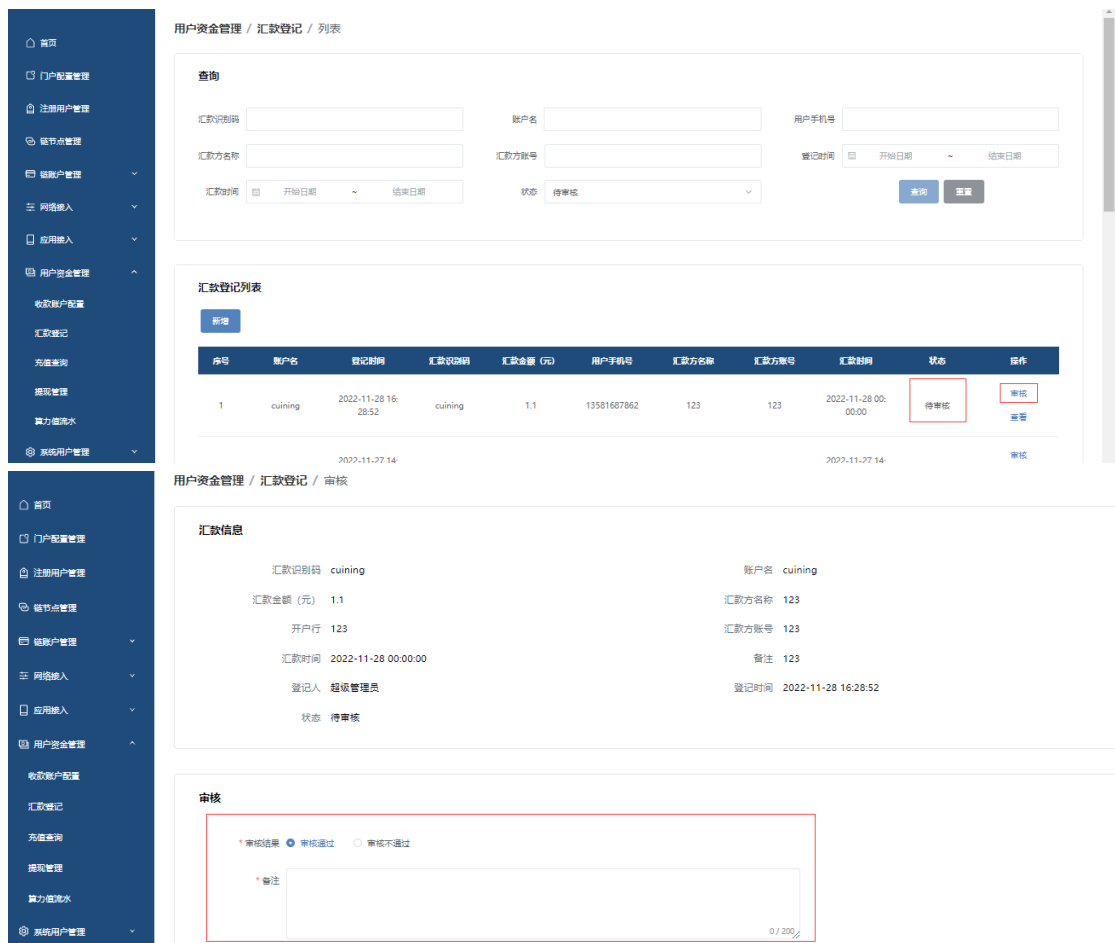 首页
门户配置管理
注册用户管理
链节点管理
链账户管理
网络接入
应用接入
用户资金管理
收款账户配置
汇款登记
充值查询
提现管理
算力值流水
系统用户管理
用户资金管理 / 汇款登记 / 列表
查询
汇款识别码 账户名 用户手机号
汇款方名称 汇款方账号 登记时间 开始日期 ~ 结束日期
汇款时间 开始日期 ~ 结束日期 状态 待审核 查询 重置
汇款登记列表
新增
序号 账户名 登记时间 汇款识别码 汇款金额（元） 用户手机号 汇款方名称 汇款方账号 汇款时间 状态 操作
1 cuining 2022-11-28 16:28:52 cuining 1.1 13581687862 123 123 2022-11-28 00:00:00 待审核 审核
查看
2022-11-27 14: 2022-11-27 14: 审核
首页
门户配置管理
注册用户管理
链节点管理
链账户管理
网络接入
应用接入
用户资金管理
收款账户配置
汇款登记
充值查询
提现管理
算力值流水
系统用户管理
用户资金管理 / 汇款登记 / 审核
汇款信息
汇款识别码 cuining 账户名 cuining
汇款金额（元） 1.1 汇款方名称 123
开户行 123 汇款方账号 123
汇款时间 2022-11-28 00:00:00 备注 123
登记人 超级管理员 登记时间 2022-11-28 16:28:52
状态 待审核
审核
* 审核结果 审核通过 审核不通过
* 备注
0 / 200